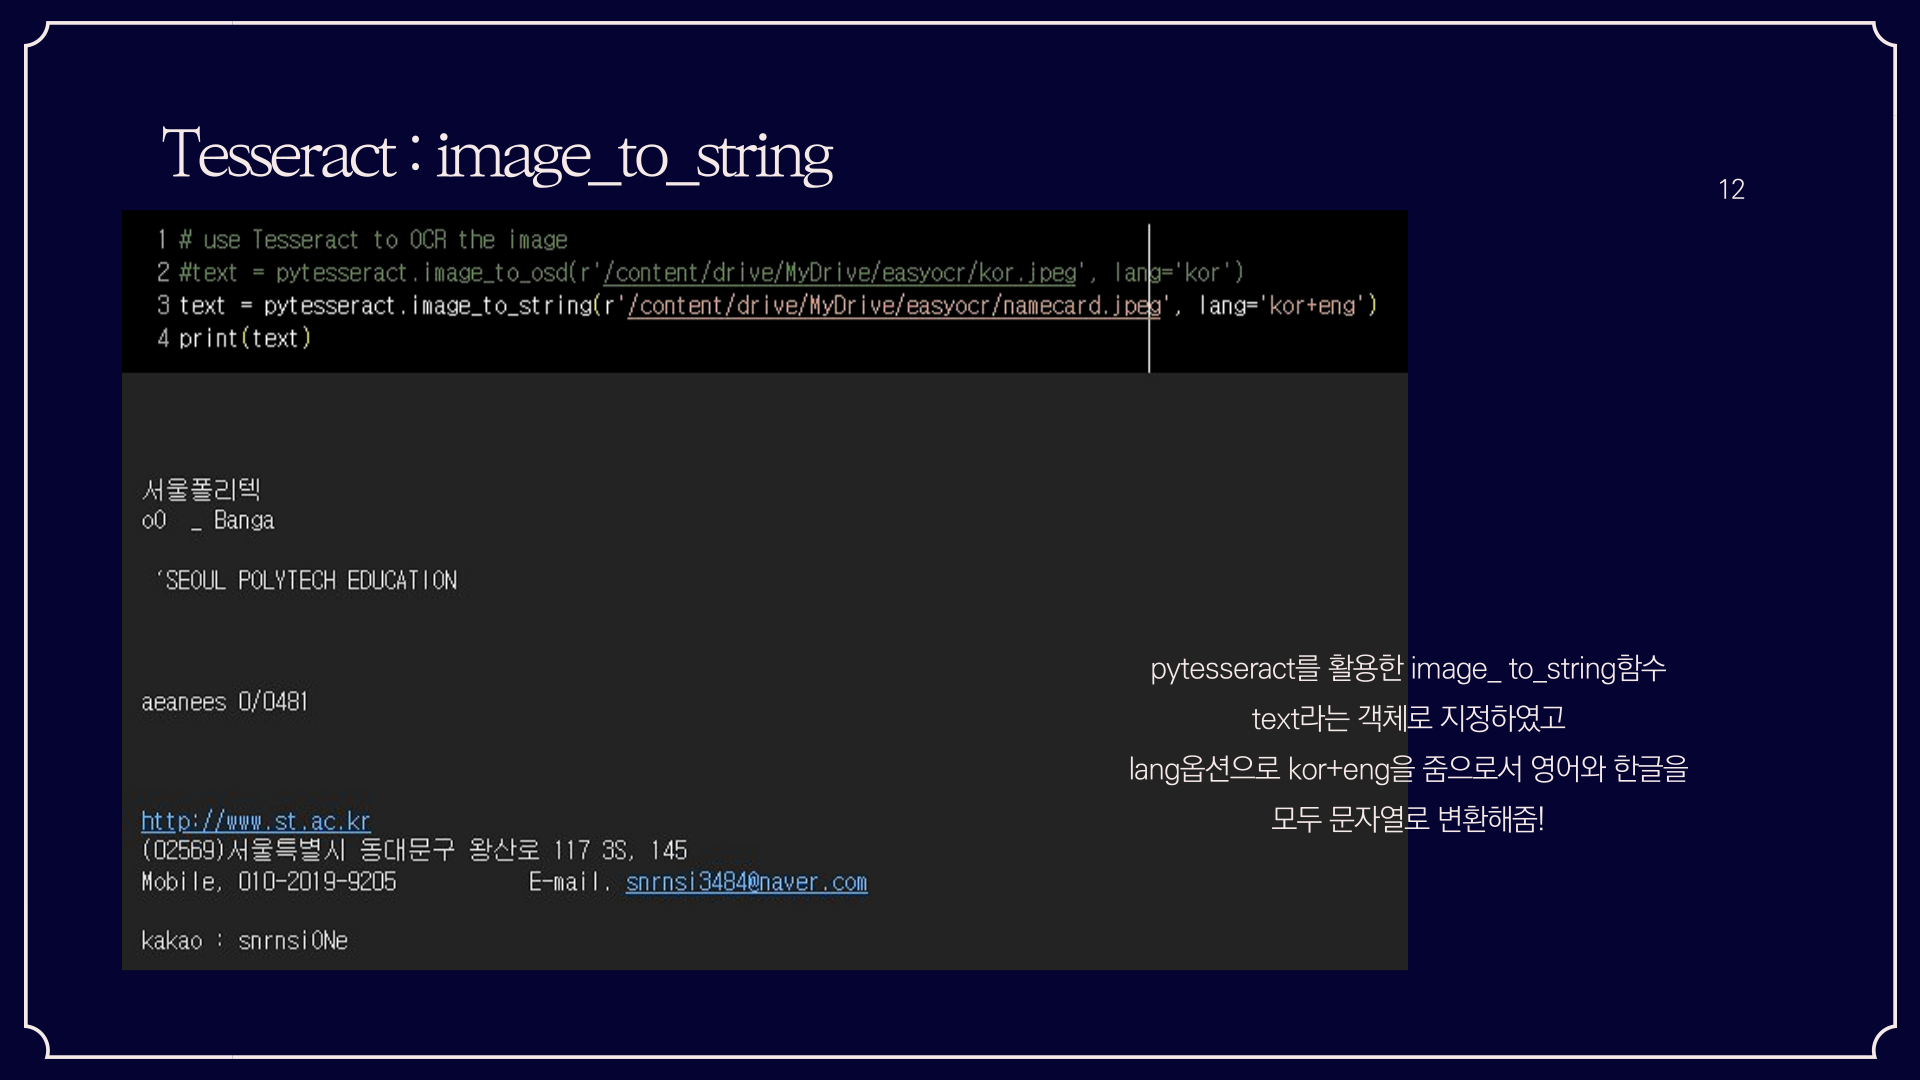 Tesseract : image_to_string
12
1 # use Tesseract to OCR the image
2 #text = pytesseract.image_to_osd(r'/content/drive/MyDrive/easyocr/kor.jpeg', lang='kor')
3 text = pytesseract.image_to_string(r'/content/drive/MyDrive/easyocr/namecard.jpeg', lang='kor+eng')
4 print(text)
서울폴리텍
oO _ Banga
‘SEOUL POLYTECH EDUCATION
aeanees 0/0481
http://www.st.ac.kr
(02569)서울특별시 동대문구 왕산로 117 3S, 145
Mobile, 010-2019-9205 E-mail. snrnsi3484@naver.com
kakao : snrnsiONe
pytesseract를 활용한 image_ to_string함수
text라는 객체로 지정하였고
lang옵션으로 kor+eng을 줌으로서 영어와 한글을
모두 문자열로 변환해줌!